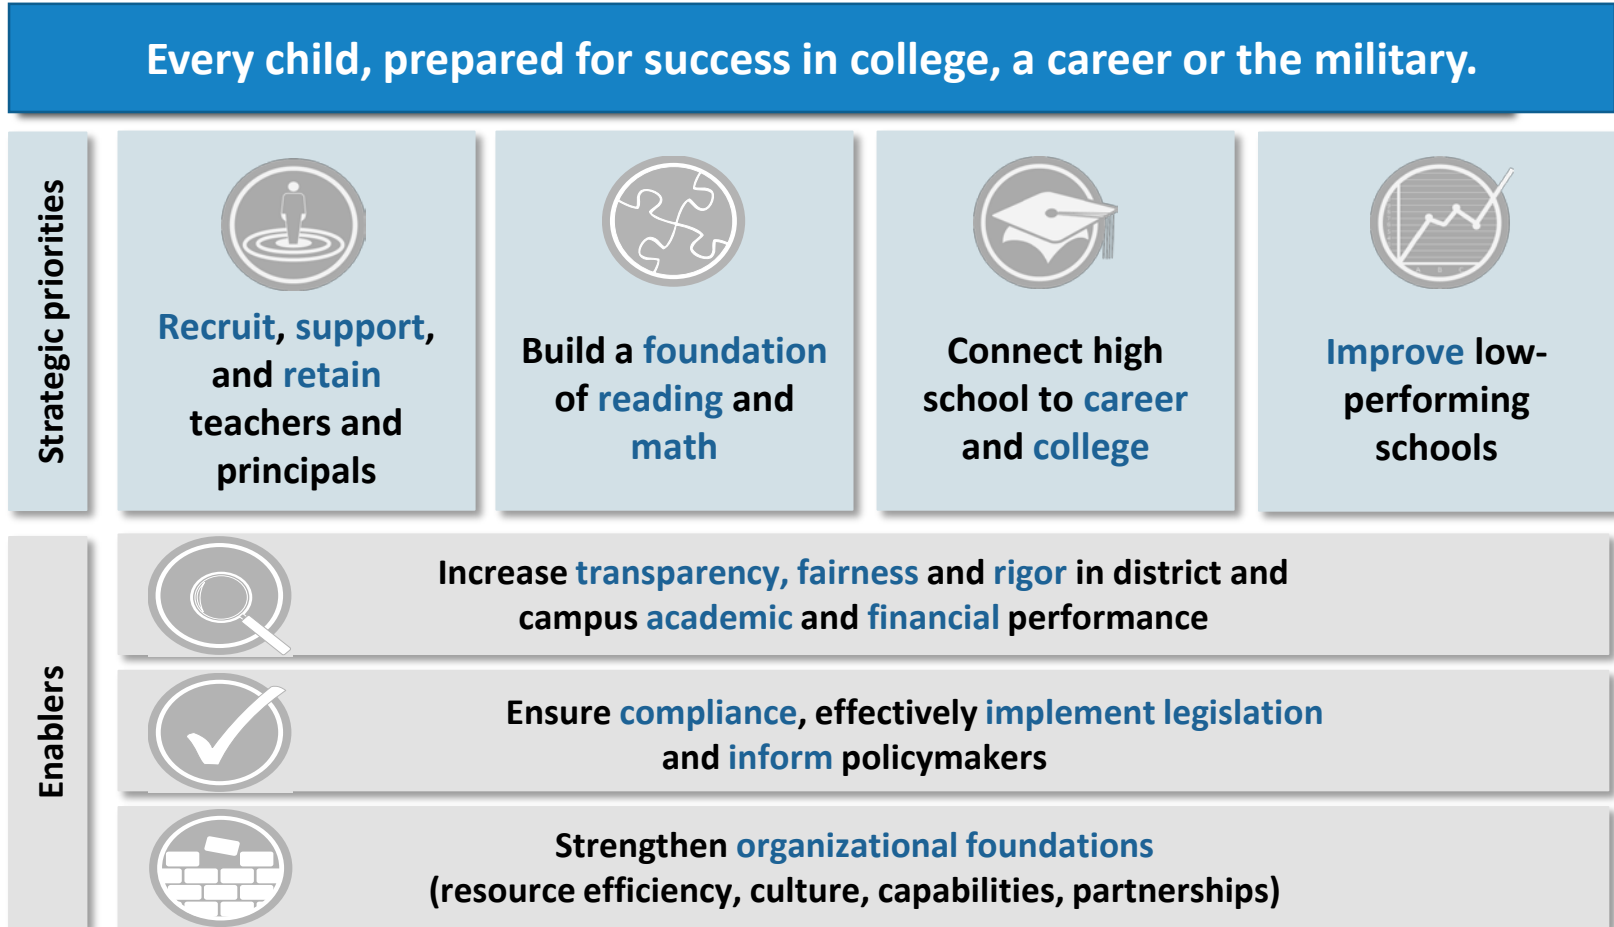 Every child, prepared for success in college, a career or the military.
Strategic priorities
Recruit, support,
and retain
teachers and
principals
Build a foundation
of reading and
math
Connect high
school to career
and college
Improve low-
performing
schools
Enablers
Increase transparency, fairness and rigor in district and
campus academic and financial performance
Ensure compliance, effectively implement legislation
and inform policymakers
Strengthen organizational foundations
(resource efficiency, culture, capabilities, partnerships)